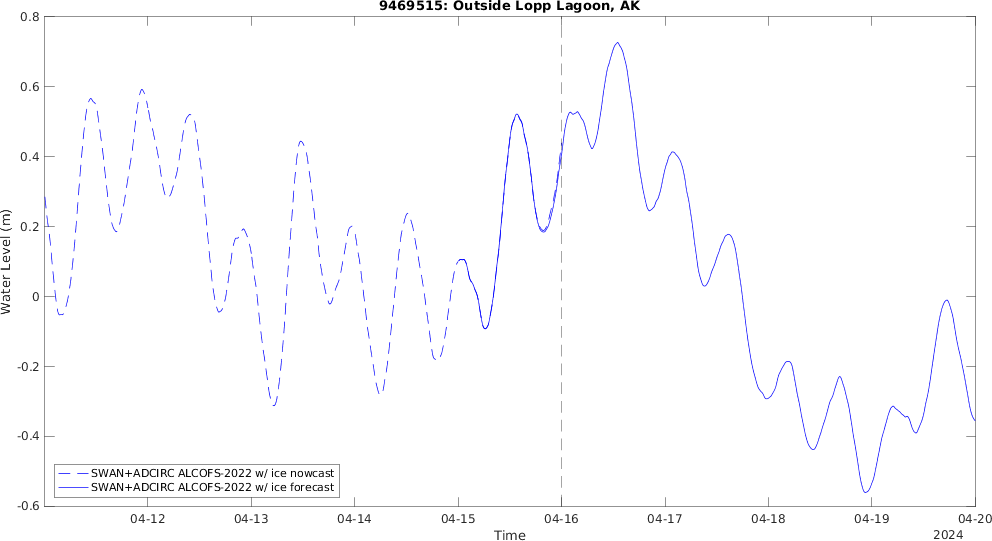 9469515: Outside Lopp Lagoon, AK
0.8
0.6
0.4
0.2
0
-0.2
-0.4
-0.6
Water Level (m)
SWAN+ADCIRC ALCOFS-2022 w/ ice nowcast
SWAN+ADCIRC ALCOFS-2022 w/ ice forecast
04-12 04-13 04-14 04-15 04-16 04-17 04-18 04-19 04-20
Time
2024